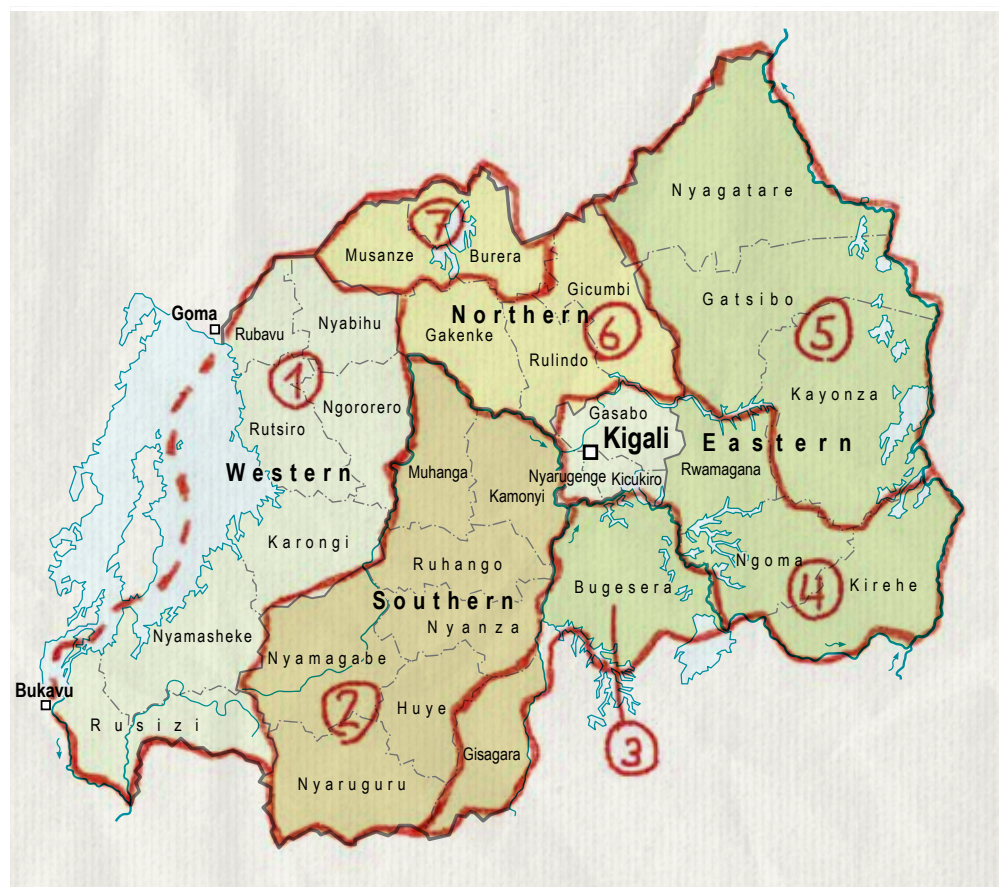 Nyagatare
7
Musanze
Burera
Gicumbi
Gatsibo
Goma
Nyabihu
Northern
5
Rubavu
Gakenke
6
Rulindo
1
Kayonza
Ngororero
Gasabo
Rutsiro
Kigali
Eastern
Western
Muhanga
Nyarugenge
Kicukiro
Rwamagana
Kamonyi
Karongi
Ruhango
Ngoma
Bugesera
4
Kirehe
Southern
Nyanza
Nyamasheke
Nyamagabe
Bukavu
2
Huye
Rusizi
Gisagara
3
Nyaruguru